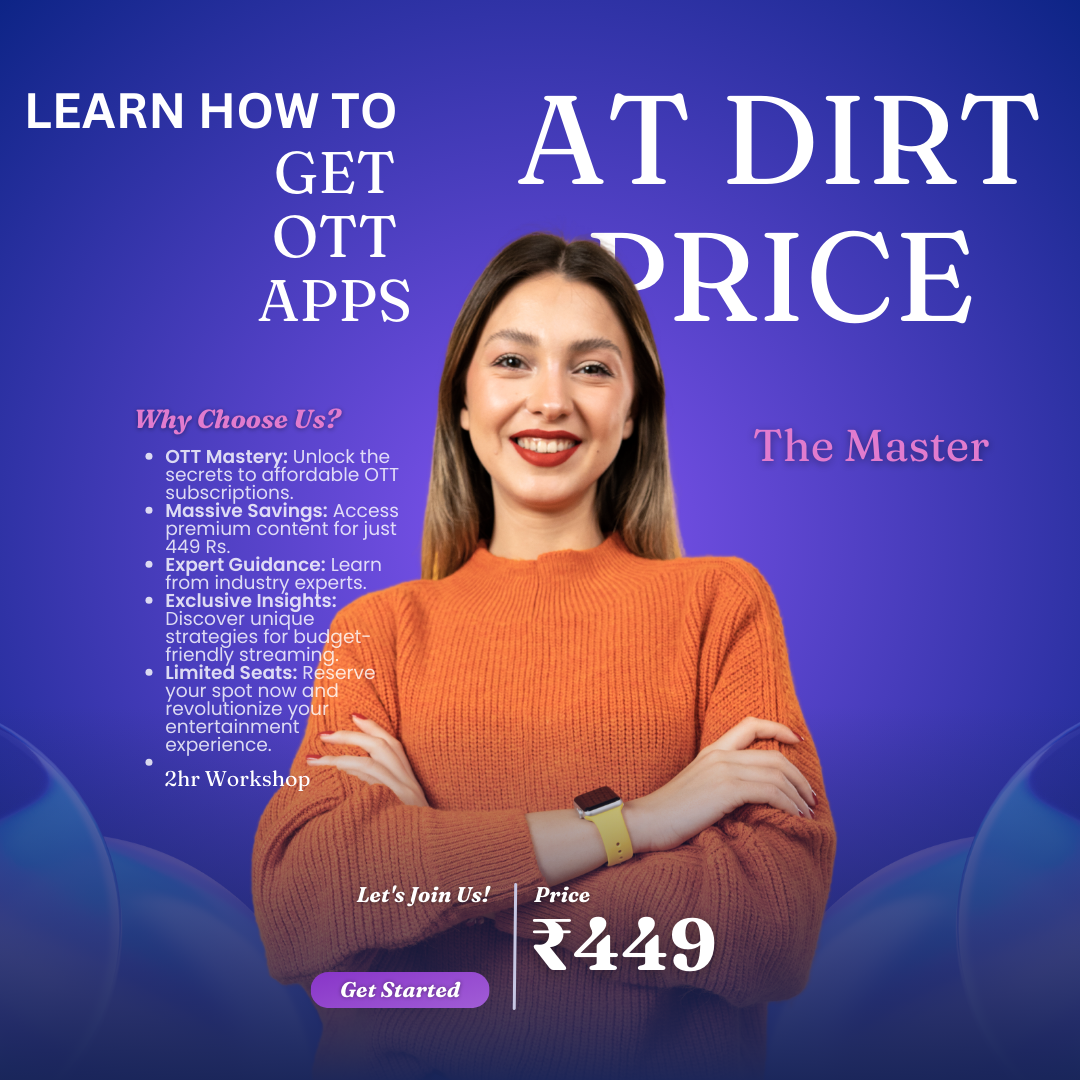 LEARN HOW TO
GET
OTT
APPS
AT DIRT
PRICE
Why Choose Us?
• OTT Mastery: Unlock the
secrets to affordable OTT
subscriptions.
• Massive Savings: Access
premium content for just
449 Rs.
• Expert Guidance: Learn
from industry experts.
• Exclusive Insights:
Discover unique
strategies for budget-
friendly streaming.
• Limited Seats: Reserve
your spot now and
revolutionize your
entertainment
experience.
•
2hr Workshop
The Master
Let's Join Us!
Get Started
Price
₹449